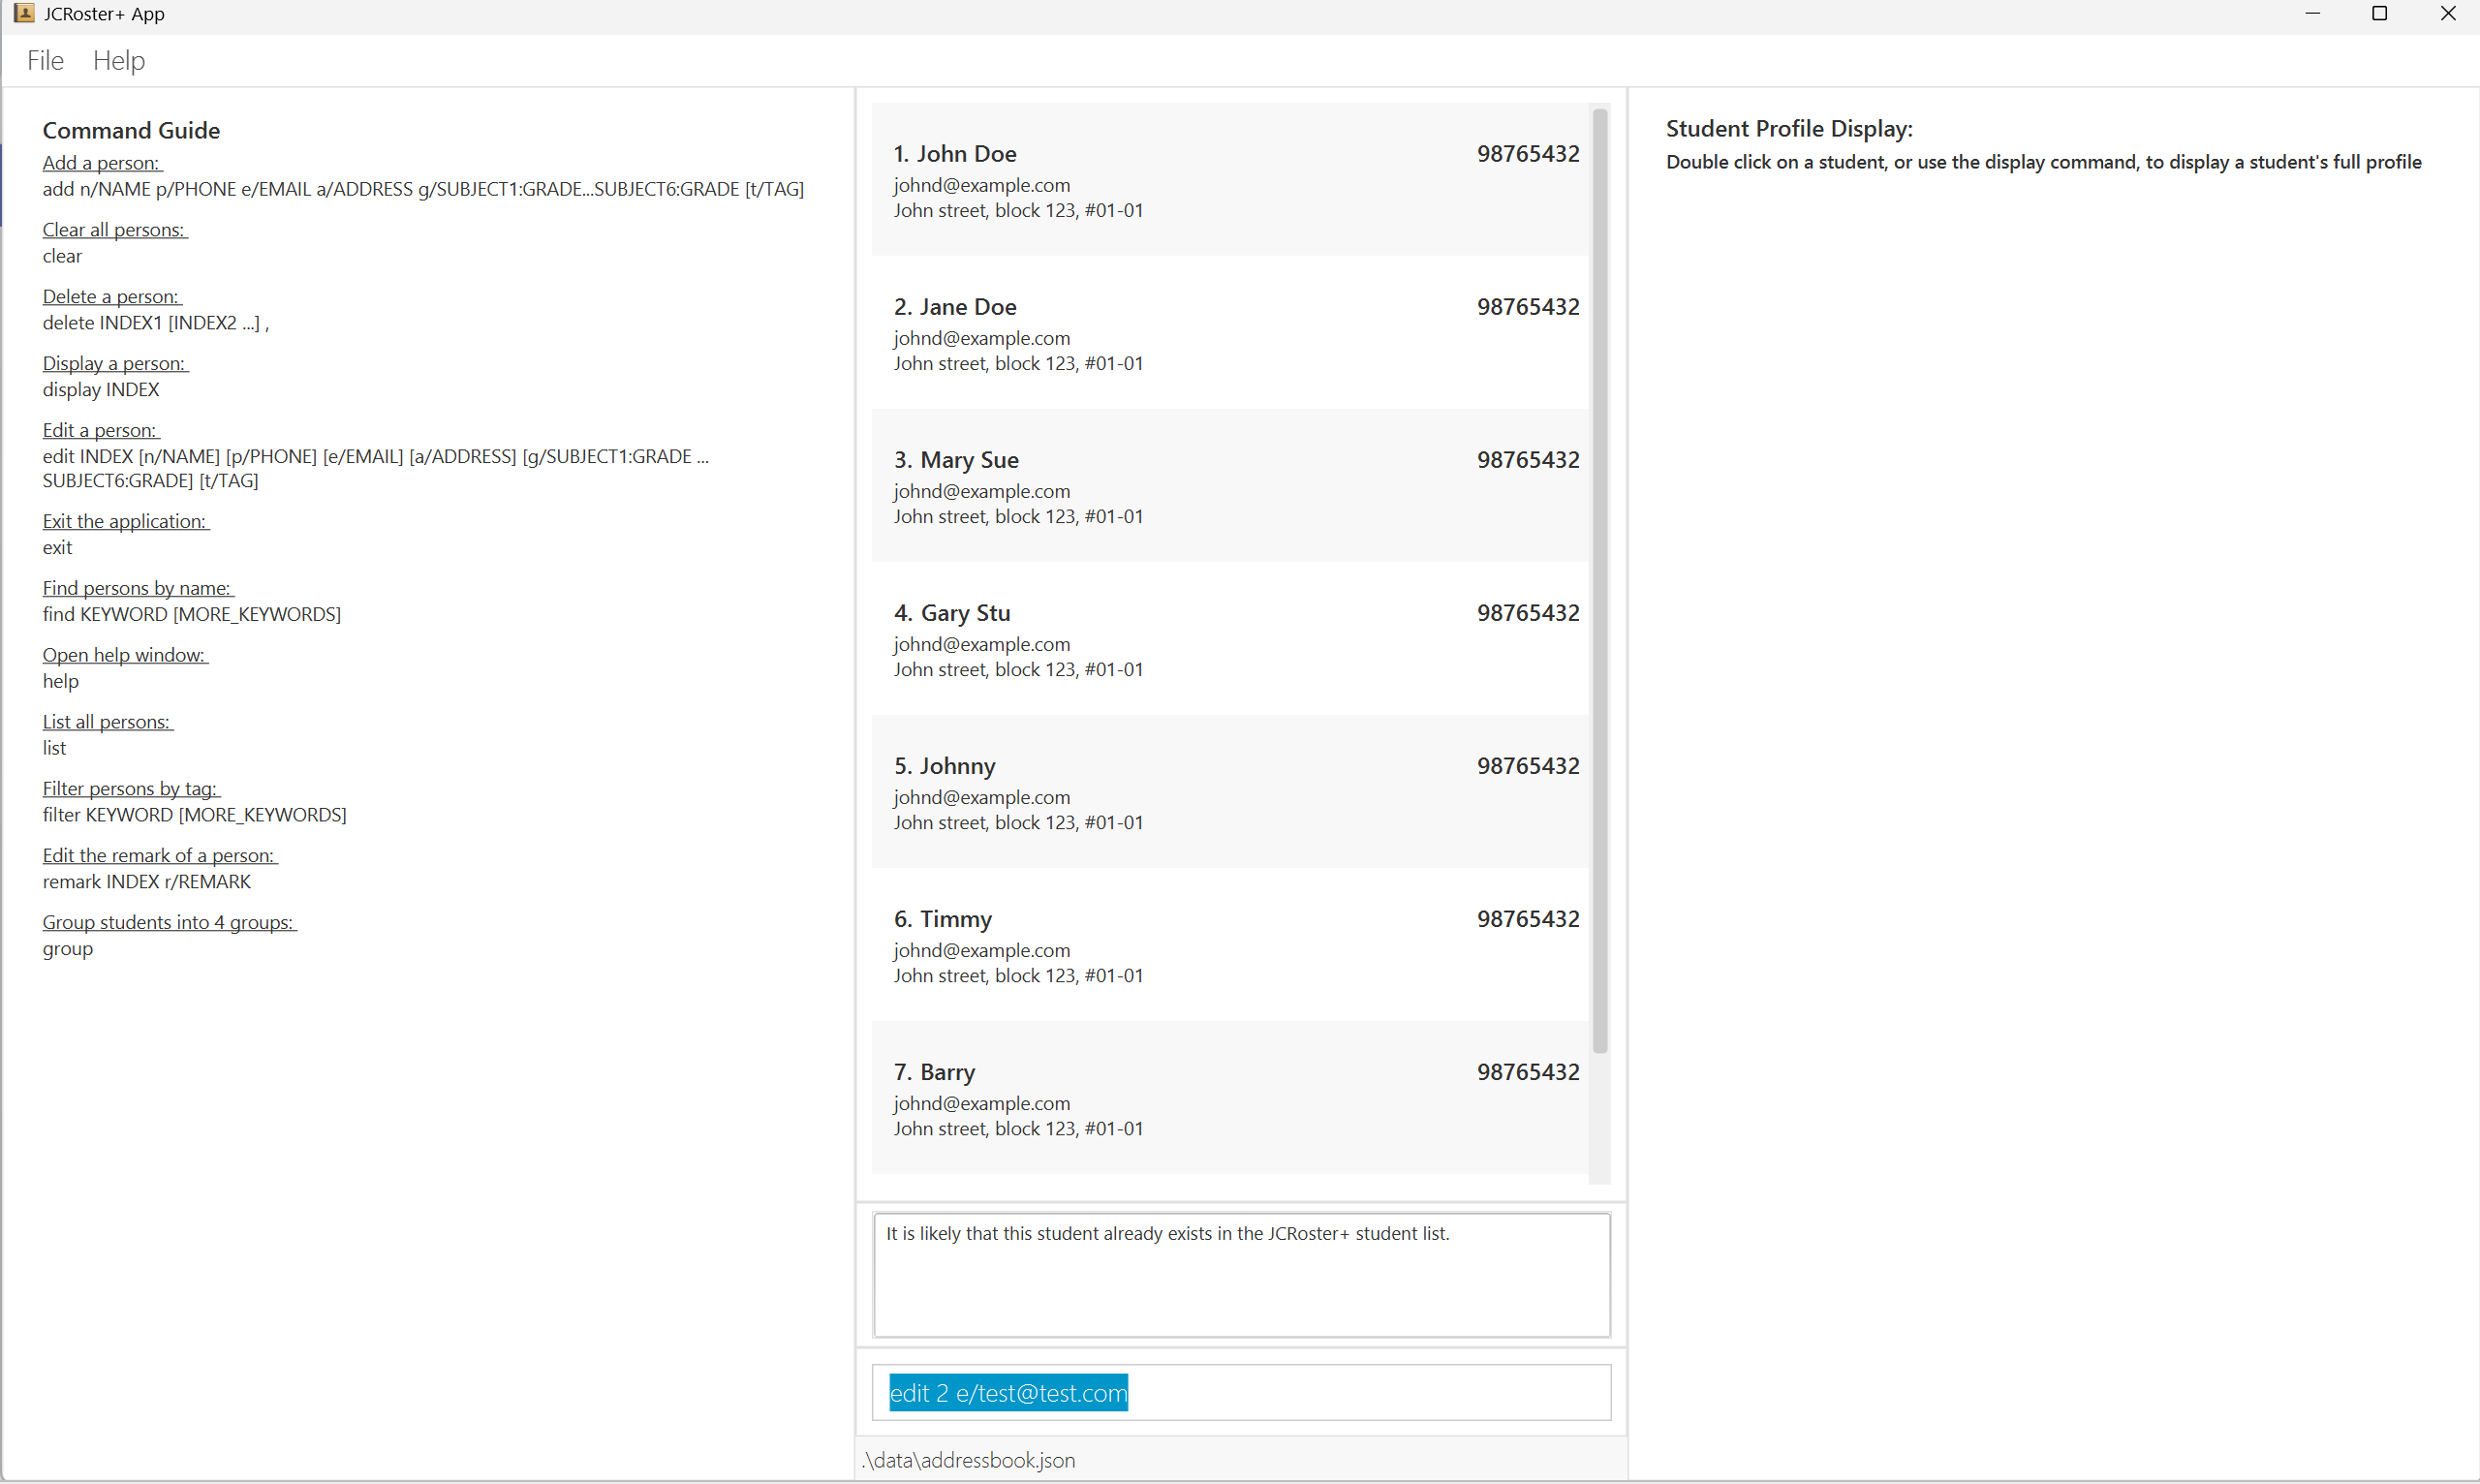 JCRoster+ App
File Help
Command Guide
Add a person:
add n/NAME p/PHONE e/EMAIL a/ADDRESS g/SUBJECT1:GRADE...SUBJECT6:GRADE [t/TAG]
Clear all persons:
clear
Delete a person:
delete INDEX1 [INDEX2 ...] ,
Display a person:
display INDEX
Edit a person:
edit INDEX [n/NAME] [p/PHONE] [e/EMAIL] [a/ADDRESS] [g/SUBJECT1:GRADE ...
SUBJECT6:GRADE] [t/TAG]
Exit the application:
exit
Find persons by name:
find KEYWORD [MORE_KEYWORDS]
Open help window:
help
List all persons:
list
Filter persons by tag:
filter KEYWORD [MORE_KEYWORDS]
Edit the remark of a person:
remark INDEX r/REMARK
Group students into 4 groups:
group
1. John Doe 98765432
johnd@example.com
John street, block 123, #01-01
2. Jane Doe 98765432
johnd@example.com
John street, block 123, #01-01
3. Mary Sue 98765432
johnd@example.com
John street, block 123, #01-01
4. Gary Stu 98765432
johnd@example.com
John street, block 123, #01-01
5. Johnny 98765432
johnd@example.com
John street, block 123, #01-01
6. Timmy 98765432
johnd@example.com
John street, block 123, #01-01
7. Barry 98765432
johnd@example.com
John street, block 123, #01-01
It is likely that this student already exists in the JCRoster+ student list.
edit 2 e/test@test.com
.\data\addressbook.json
Student Profile Display:
Double click on a student, or use the display command, to display a student's full profile